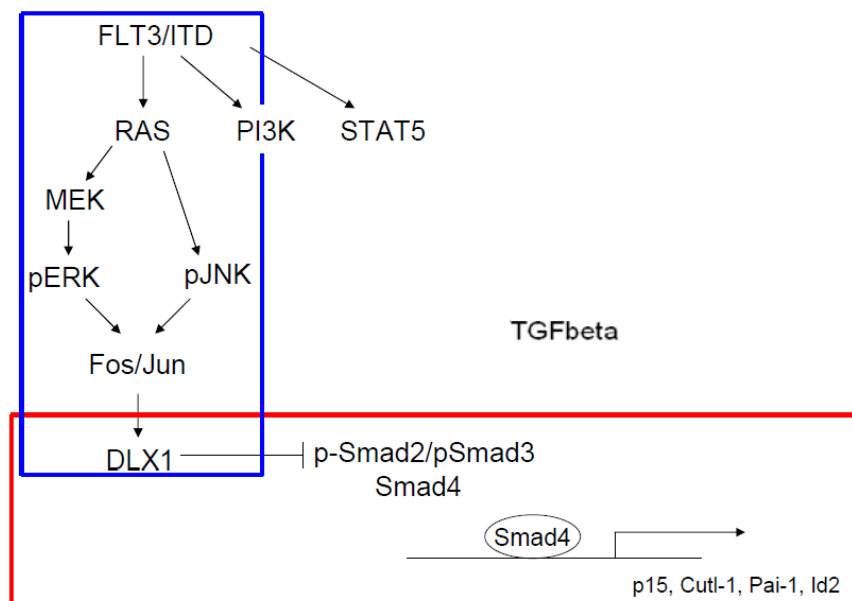 FLT3/ITD
RAS PI3K STAT5
MEK
pERK pJNK
TGFbeta
Fos/Jun
DLX1 p-Smad2/pSmad3
Smad4
Smad4
p15, Cutl-1, Pai-1, Id2